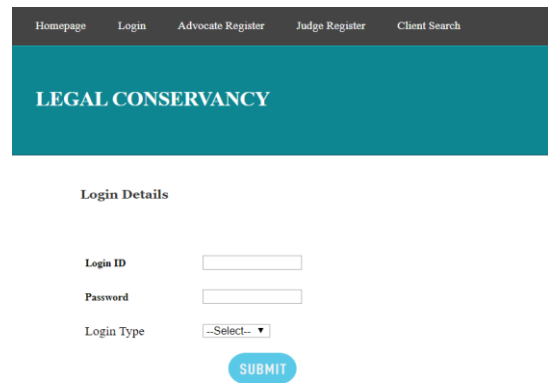 Homepage Login Advocate Register Judge Register Client Search
LEGAL CONSERVANCY
Login Details
Login ID
Password
Login Type --Select--
SUBMIT